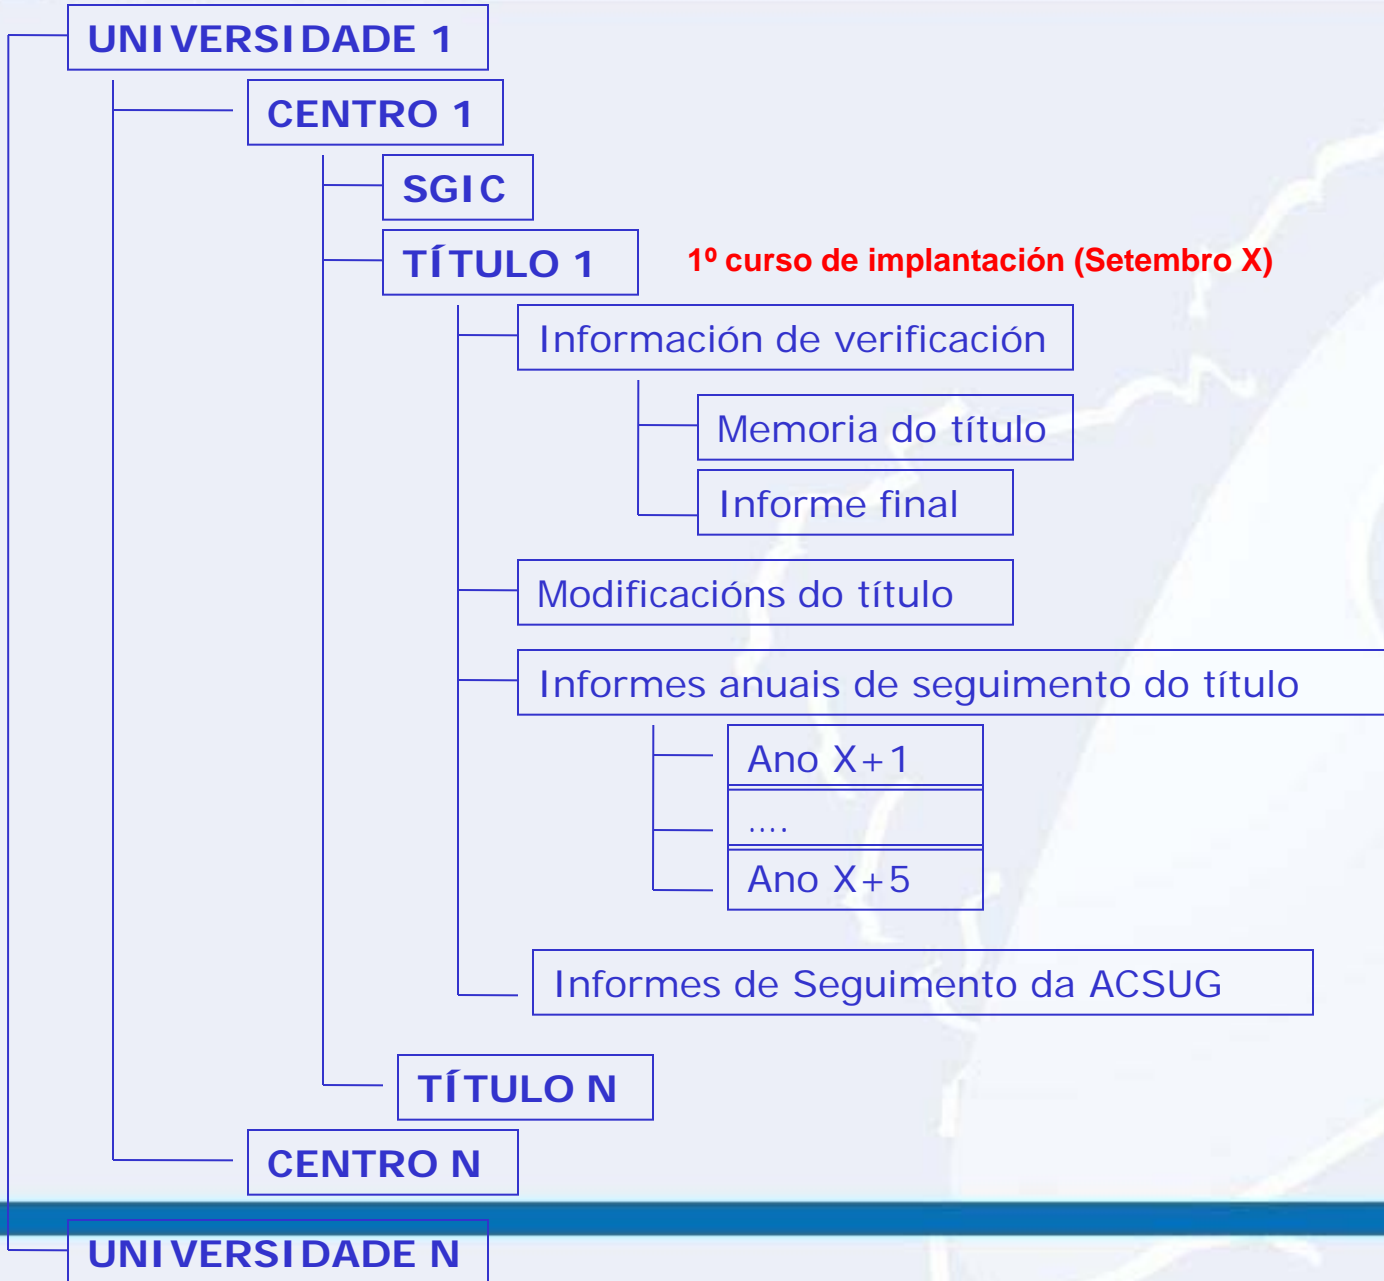 UNIVERSIDADE 1
CENTRO 1
SGIC
TÍTULO 1
1º curso de implantación (Setembro X)
Información de verificación
Memoria do título
Informe final
Modificacións do título
Informes anuais de seguimento do título
Ano X+1
....
Ano X+5
Informes de Seguimento da ACSUG
TÍTULO N
CENTRO N
UNIVERSIDADE N